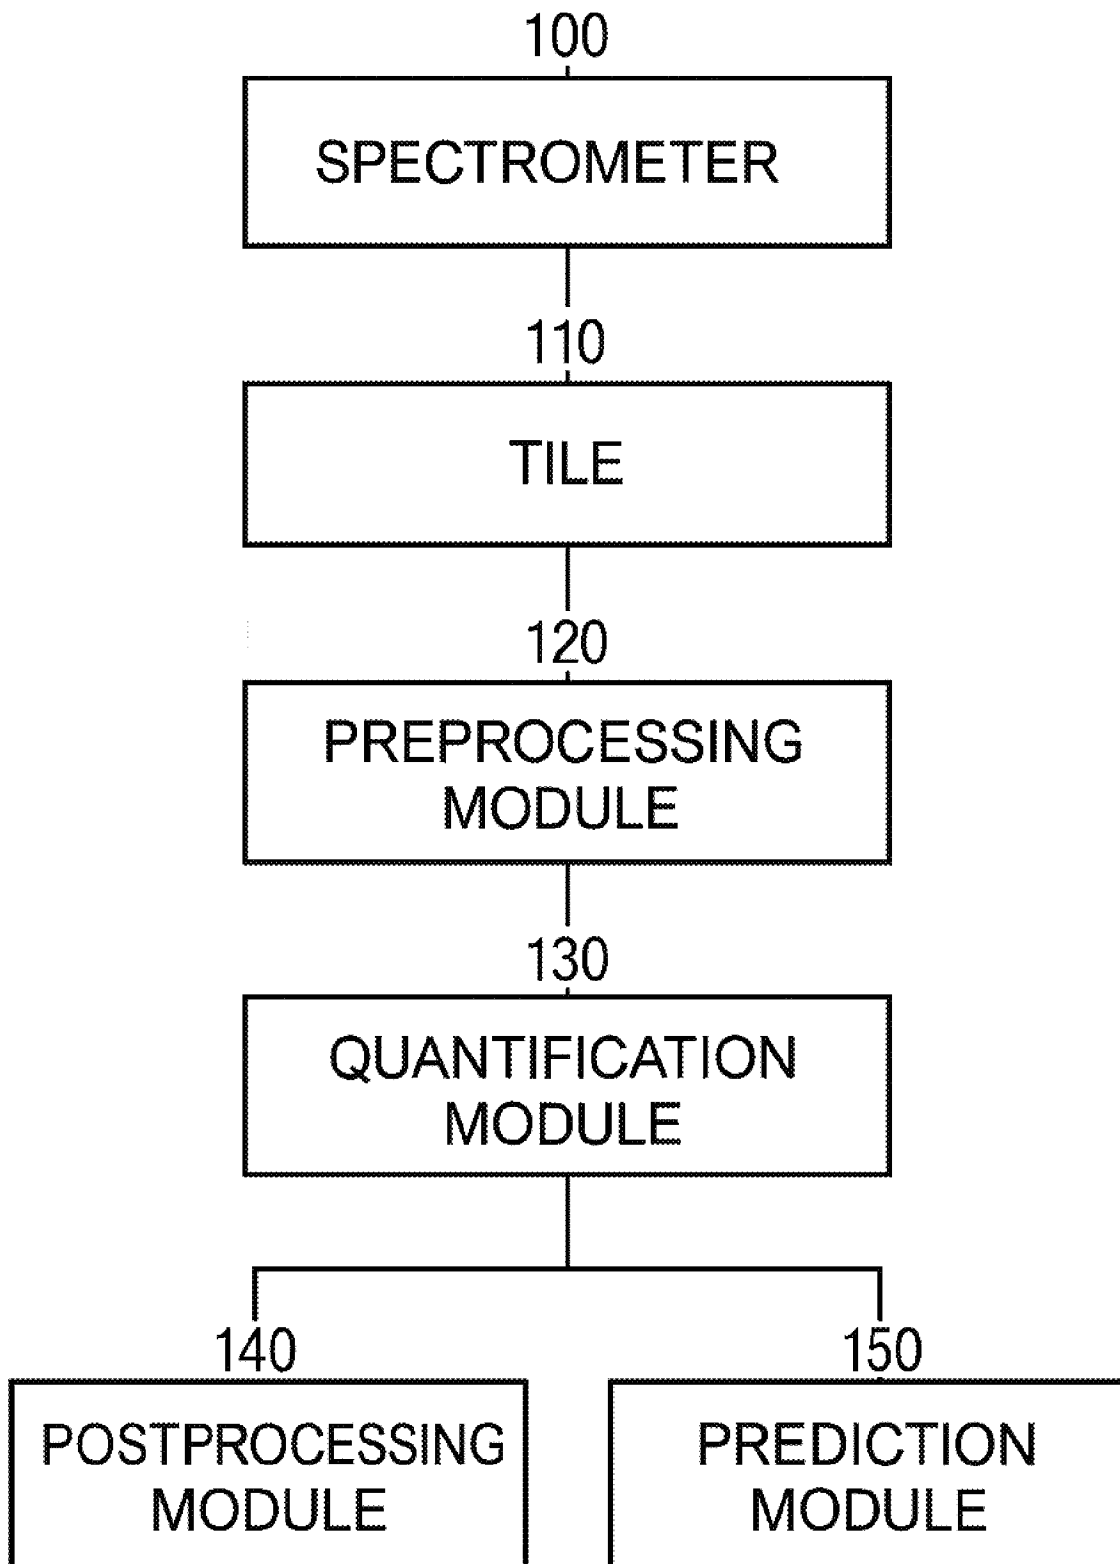 100
SPECTROMETER
110
TILE
120
PREPROCESSING
MODULE
130
QUANTIFICATION
MODULE
140
POSTPROCESSING
MODULE
150
PREDICTION
MODULE